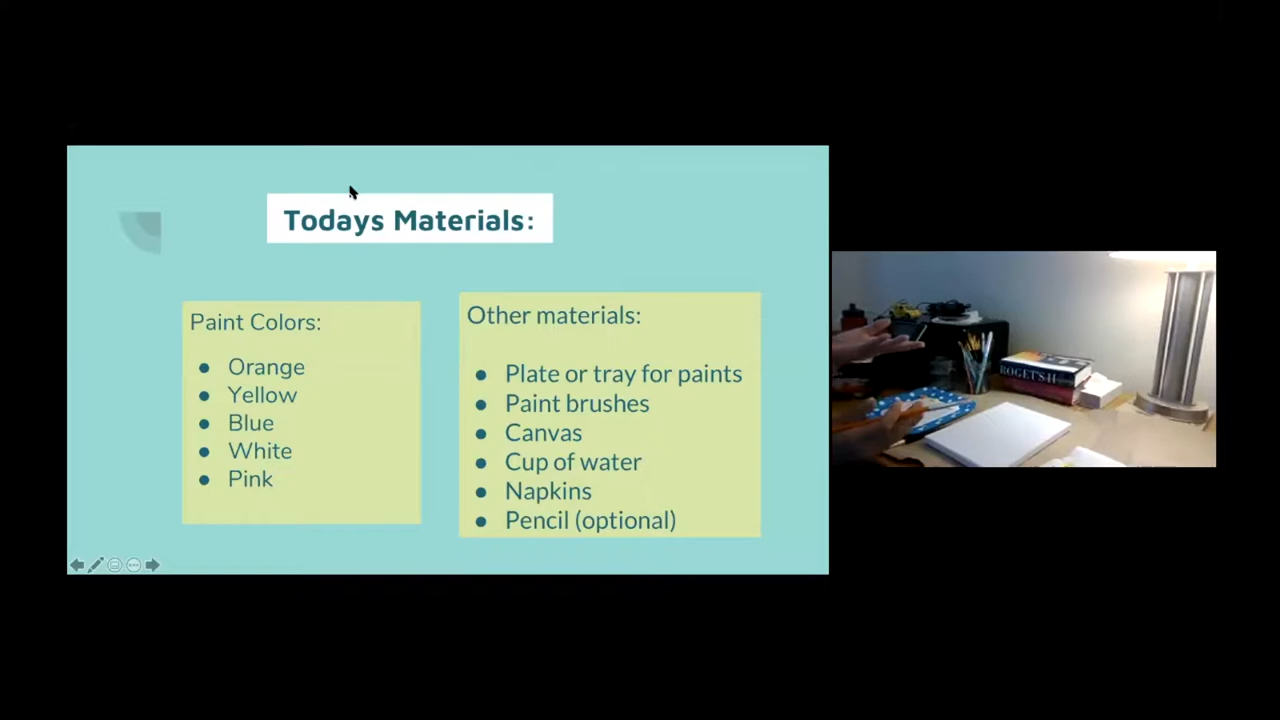 Todays Materials:
Paint Colors:
● Orange
● Yellow
● Blue
● White
● Pink
Other materials:
● Plate or tray for paints
● Paint brushes
● Canvas
● Cup of water
● Napkins
● Pencil (optional)
ROGET'S II